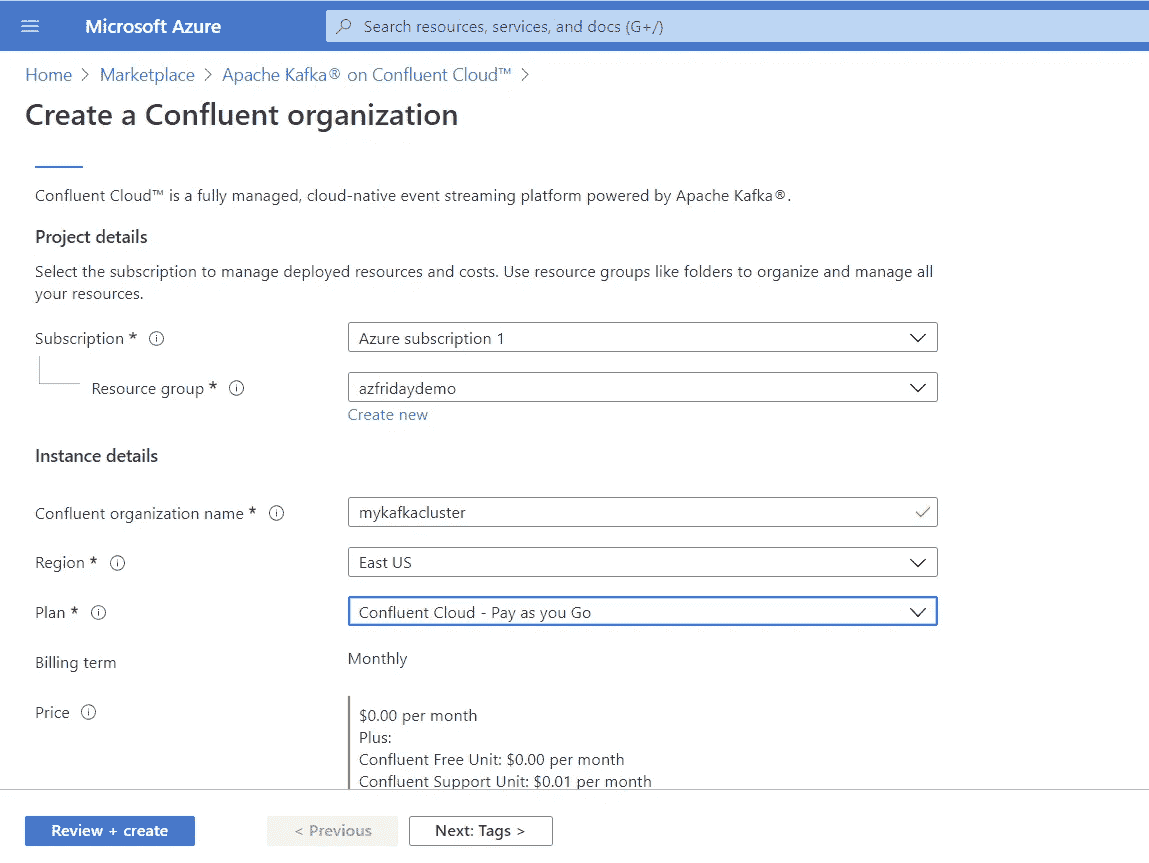 Microsoft Azure
Search resources, services, and docs (G+/)
Home > Marketplace > Apache Kafka® on Confluent Cloud™ >
Create a Confluent organization
Confluent Cloud™ is a fully managed, cloud-native event streaming platform powered by Apache Kafka®.
Project details
Select the subscription to manage deployed resources and costs. Use resource groups like folders to organize and manage all
your resources.
Subscription *
Azure subscription 1
Resource group *
azfridaydemo
Create new
Instance details
Confluent organization name *
mykafkacluster
Region *
East US
Plan *
Confluent Cloud - Pay as you Go
Billing term
Monthly
Price
$0.00 per month
Plus:
Confluent Free Unit: $0.00 per month
Confluent Support Unit: $0.01 per month
Review + create
< Previous
Next: Tags >